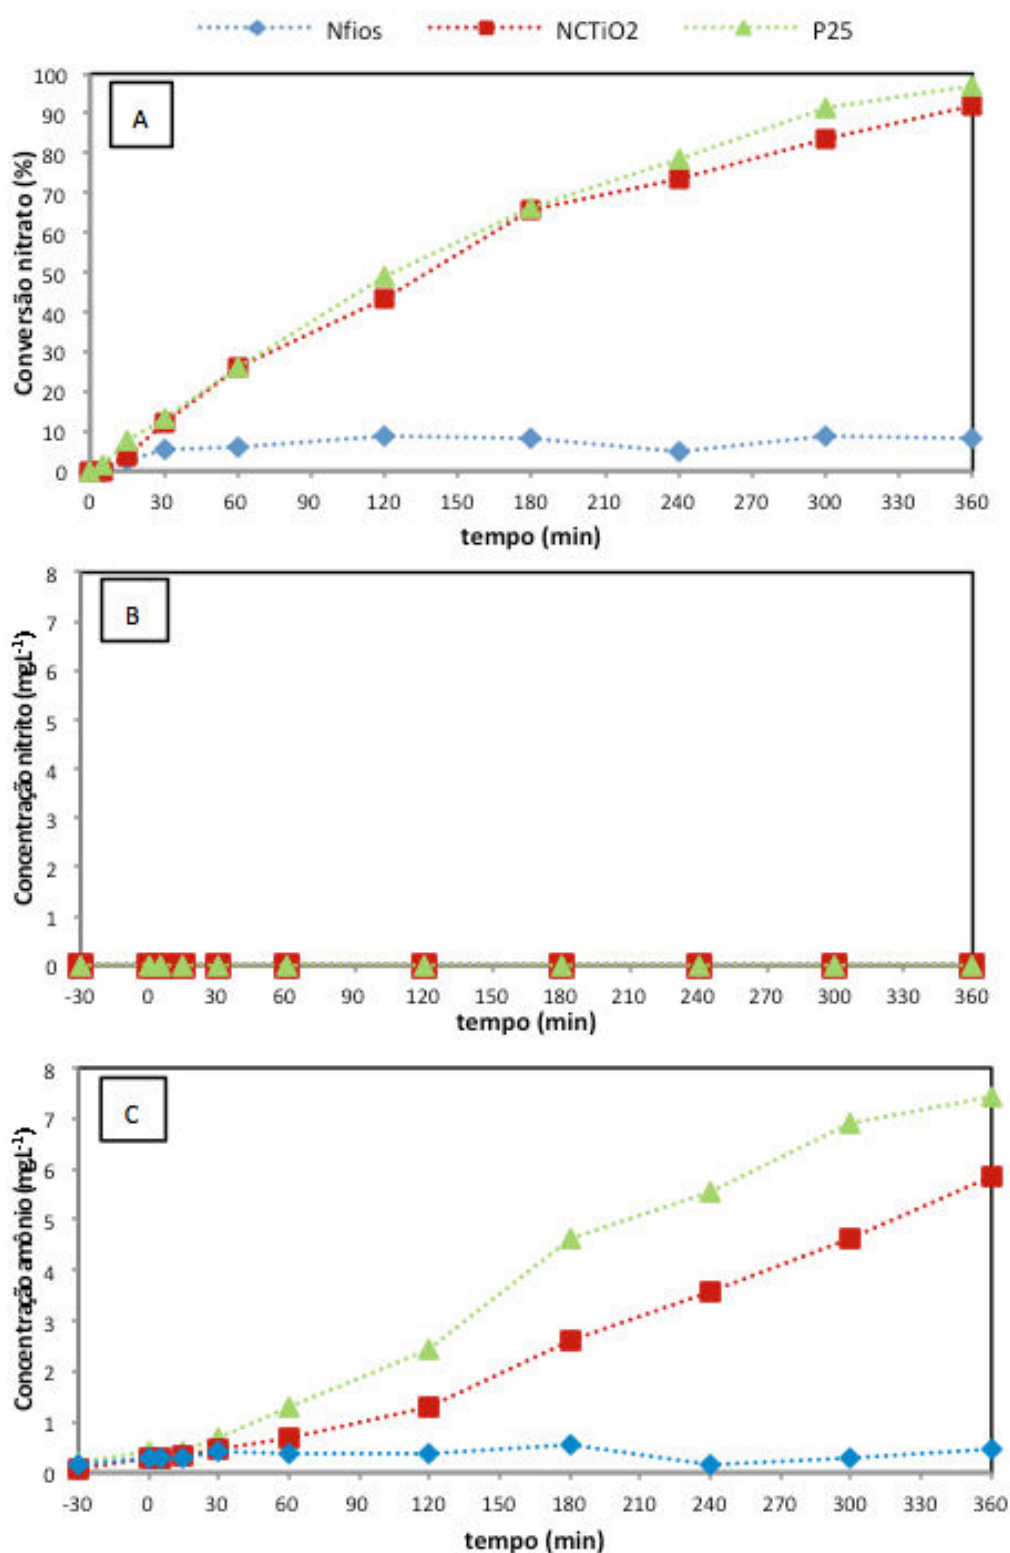 Nfios NCTiO2 P25
A
Conversão nitrato (%)
100
90
80
70
60
50
40
30
20
10
0
0 30 60 90 120 150 180 210 240 270 300 330 360
tempo (min)
B
Concentração nitrito (mgL⁻¹)
8
7
6
5
4
3
2
1
0
-30 0 30 60 90 120 150 180 210 240 270 300 330 360
tempo (min)
C
Concentração amônio (mgL⁻¹)
8
7
6
5
4
3
2
1
0
-30 0 30 60 90 120 150 180 210 240 270 300 330 360
tempo (min)